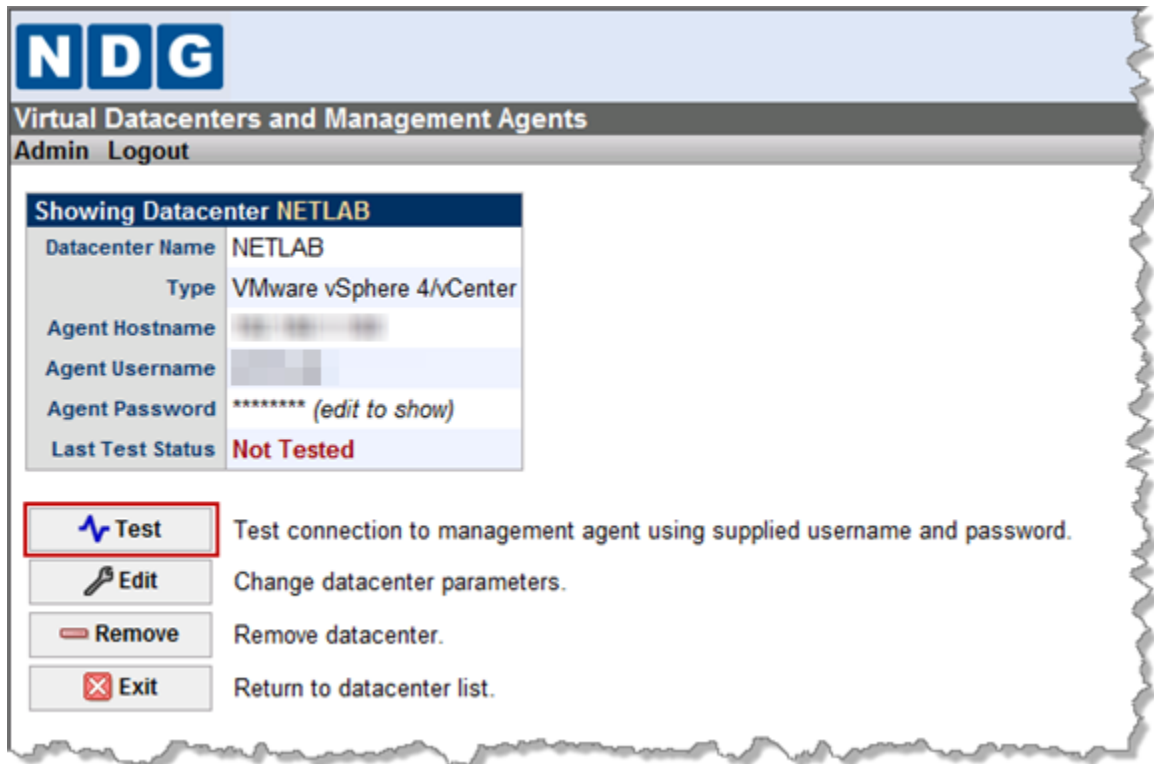 NDG
Virtual Datacenters and Management Agents
Admin Logout
Showing Datacenter NETLAB
Datacenter Name NETLAB
Type VMware vSphere 4/vCenter
Agent Hostname
Agent Username
Agent Password ******** (edit to show)
Last Test Status Not Tested
Test Test connection to management agent using supplied username and password.
Edit Change datacenter parameters.
Remove Remove datacenter.
Exit Return to datacenter list.